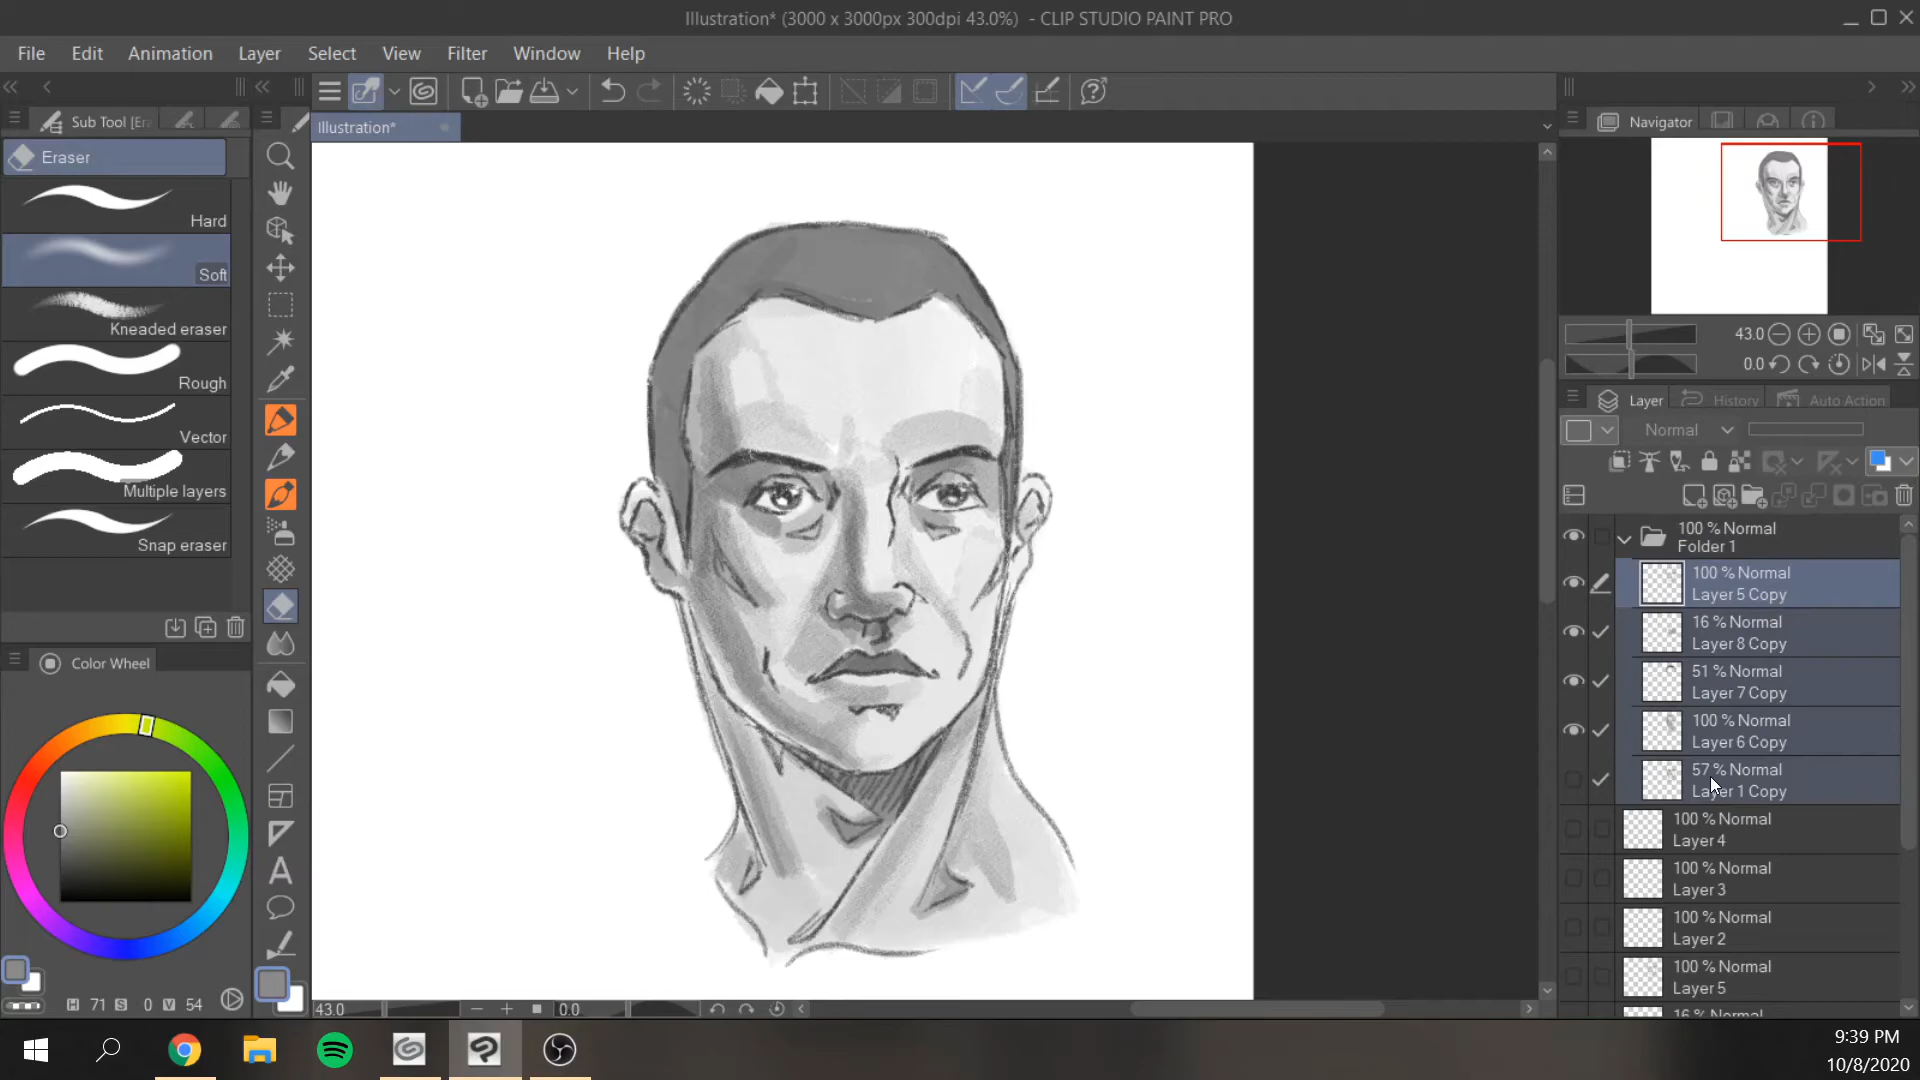 Illustration* (3000 x 3000px 300dpi 43.0%) - CLIP STUDIO PAINT PRO
File Edit Animation Layer Select View Filter Window Help
Sub Tool [Era
Illustration*
Navigator
Eraser
Hard
Soft
Kneaded eraser
Rough
Vector
Multiple layers
Snap eraser
43.0
0.0
Layer History Auto Action
Normal
100 % Normal
Folder 1
100 % Normal
Layer 5 Copy
16 % Normal
Layer 8 Copy
51 % Normal
Layer 7 Copy
100 % Normal
Layer 6 Copy
57 % Normal
Layer 1 Copy
100 % Normal
Layer 4
100 % Normal
Layer 3
100 % Normal
Layer 2
100 % Normal
Layer 5
16 % Normal
Color Wheel
H 71 S 0 V 54
43.0 0.0
9:39 PM
10/8/2020